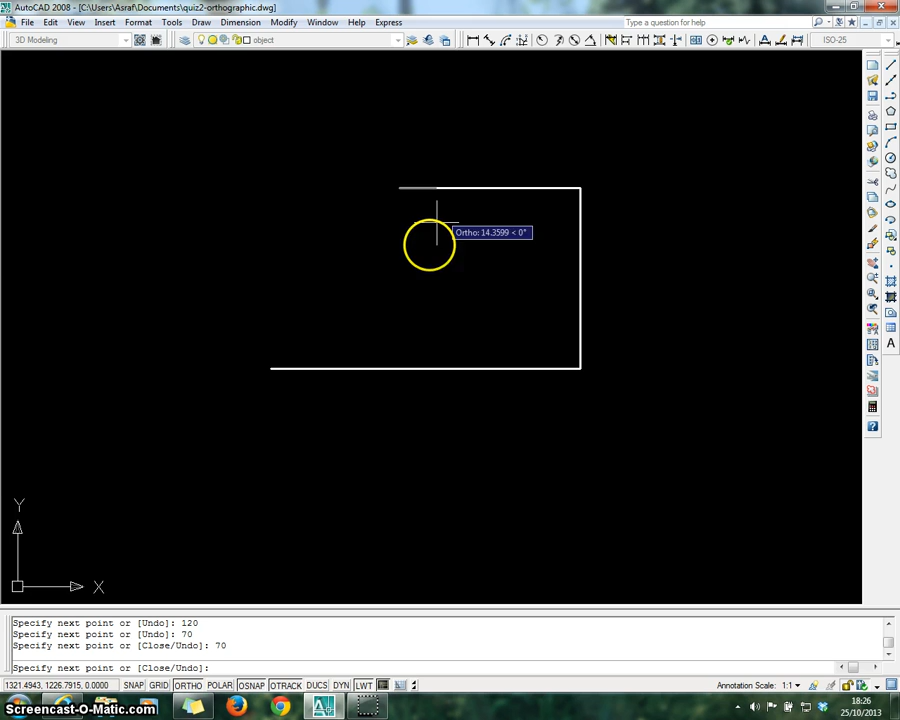 AutoCAD 2008 - [C:\Users\Asraf\Documents\quiz2-orthographic.dwg]
File Edit View Insert Format Tools Draw Dimension Modify Window Help Express
Type a question for help
3D Modeling
object
ISO-25
Ortho: 14.3599 < 0°
Y
X
A
Specify next point or [Undo]: 120
Specify next point or [Undo]: 70
Specify next point or [Close/Undo]: 70
Specify next point or [Close/Undo]:
1321.4943, 1226.7915, 0.0000 SNAP GRID ORTHO POLAR OSNAP OTRACK DUCS DYN LWT
Annotation Scale: 1:1
18:26
25/10/2013
Screencast-O-Matic.com